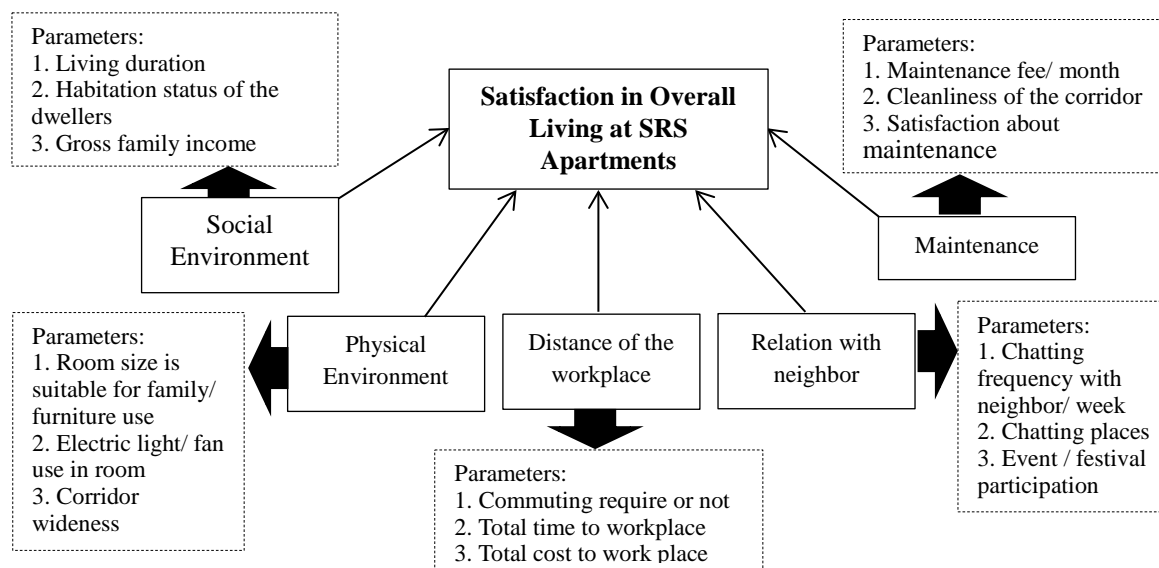 Parameters:
1. Living duration
2. Habitation status of the
dwellers
3. Gross family income
Satisfaction in Overall
Living at SRS
Apartments
Parameters:
1. Maintenance fee/ month
2. Cleanliness of the corridor
3. Satisfaction about
maintenance
Social
Environment
Maintenance
Parameters:
1. Room size is
suitable for family/
furniture use
2. Electric light/ fan
use in room
3. Corridor
wideness
Physical
Environment
Distance of the
workplace
Relation with
neighbor
Parameters:
1. Chatting
frequency with
neighbor/ week
2. Chatting places
3. Event / festival
participation
Parameters:
1. Commuting require or not
2. Total time to workplace
3. Total cost to work place